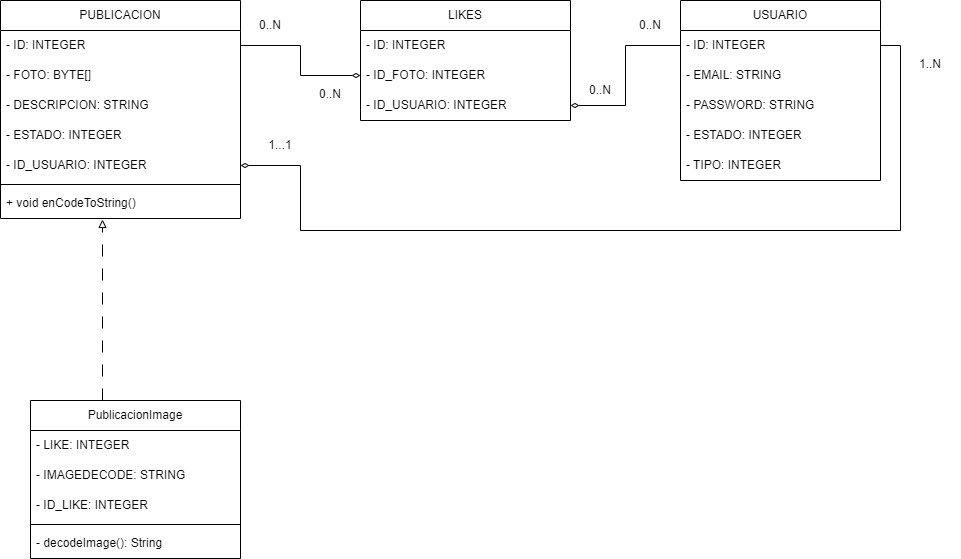 PUBLICACION
- ID: INTEGER
- FOTO: BYTE[]
- DESCRIPCION: STRING
- ESTADO: INTEGER
- ID_USUARIO: INTEGER
+ void enCodeToString()
0..N
0..N
LIKES
- ID: INTEGER
- ID_FOTO: INTEGER
- ID_USUARIO: INTEGER
0..N
0..N
USUARIO
- ID: INTEGER
- EMAIL: STRING
- PASSWORD: STRING
- ESTADO: INTEGER
- TIPO: INTEGER
1..N
1...1
PublicacionImage
- LIKE: INTEGER
- IMAGEDECODE: STRING
- ID_LIKE: INTEGER
- decodeImage(): String